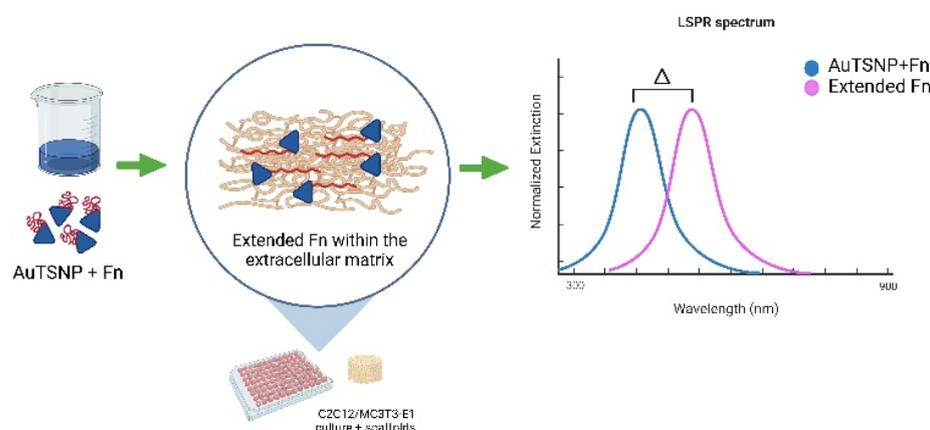 LSPR spectrum
AuTSNP+Fn
Extended Fn
Δ
Normalized Extinction
300
900
Wavelength (nm)
AuTSNP + Fn
Extended Fn within the
extracellular matrix
C2C12/MC3T3-E1
culture + scaffolds